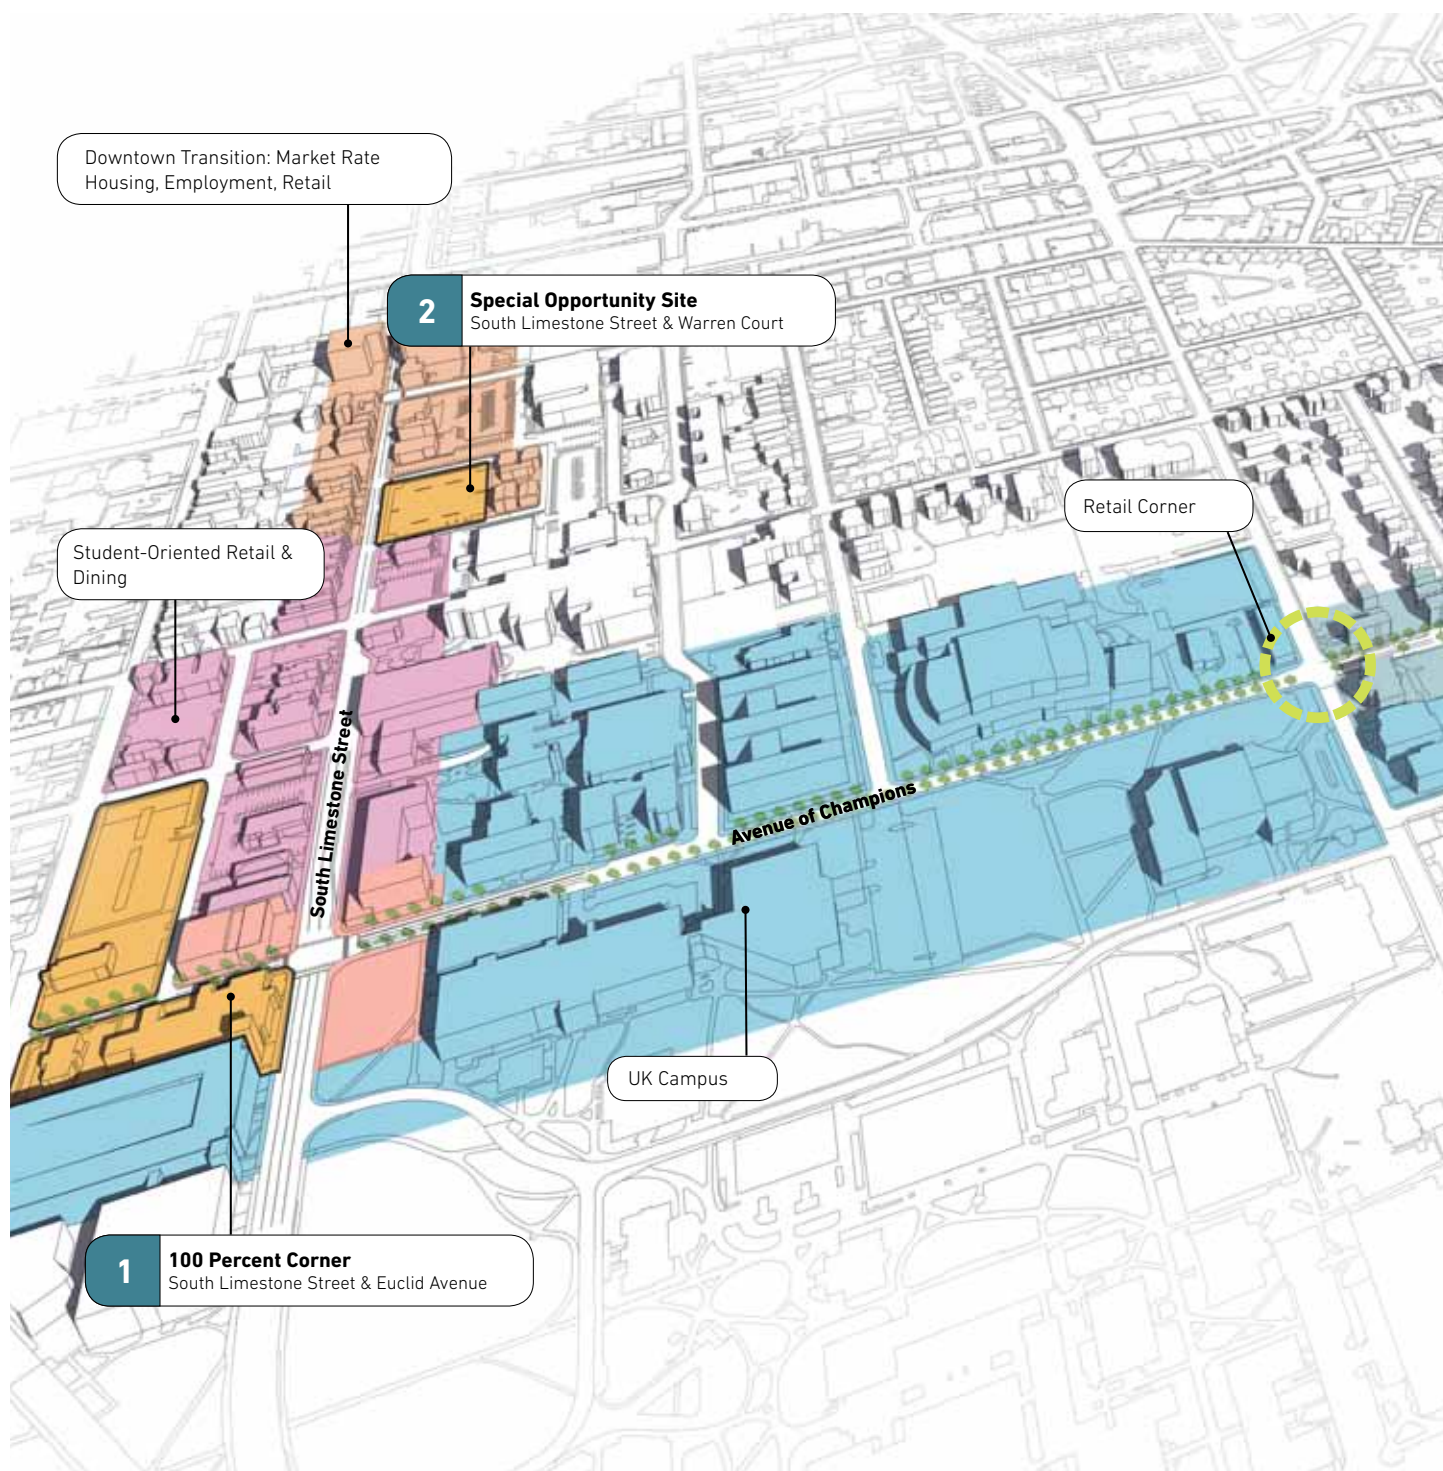 Downtown Transition: Market Rate
Housing, Employment, Retail
2
Special Opportunity Site
South Limestone Street & Warren Court
Retail Corner
Student-Oriented Retail &
Dining
South Limestone Street
Avenue of Champions
UK Campus
1
100 Percent Corner
South Limestone Street & Euclid Avenue